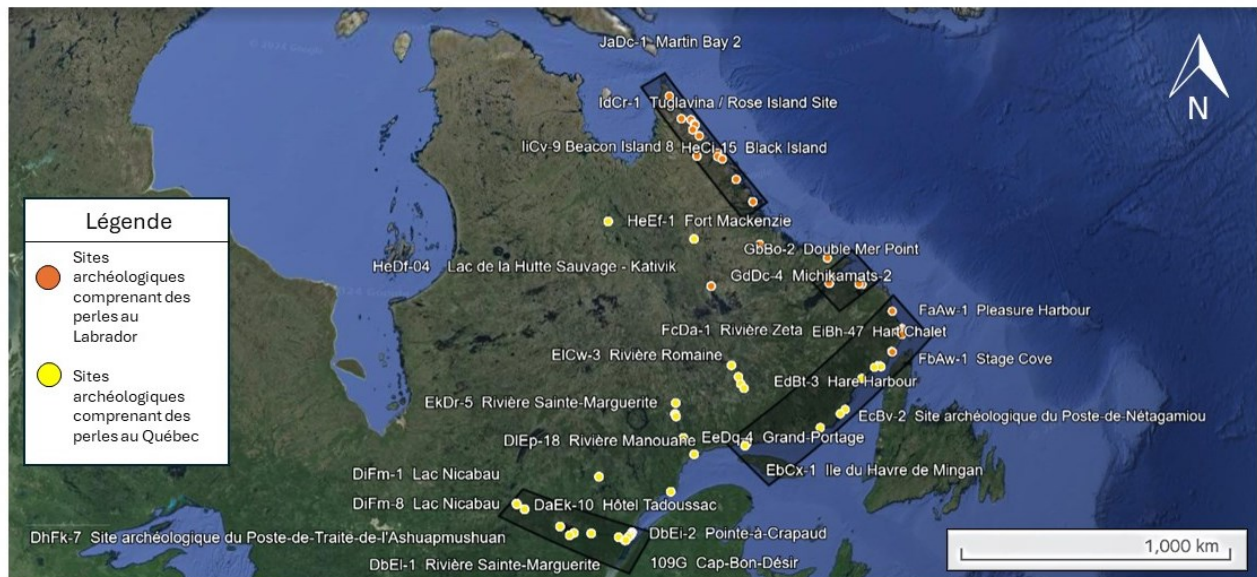 JaDc-1 Martin Bay 2
N
IdCr-1 Tuglavina / Rose Island Site
IiCv-9 Beacon Island 8
HeCi-15 Black Island
HeEf-1 Fort Mackenzie
GbBo-2 Double Mer Point
HeDf-04 Lac de la Hutte Sauvage - Kativik
GdDc-4 Michikamats-2
FaAw-1 Pleasure Harbour
FcDa-1 Rivière Zeta
EiBh-47 Hart Chalet
ElCw-3 Rivière Romaine
FbAw-1 Stage Cove
EdBt-3 Hare Harbour
EkDr-5 Rivière Sainte-Marguerite
EcBv-2 Site archéologique du Poste-de-Nétagamiou
DlEp-18 Rivière Manouane
EeDq-4 Grand-Portage
EbCx-1 Ile du Havre de Mingan
DiFm-1 Lac Nicabau
DiFm-8 Lac Nicabau
DaEk-10 Hôtel Tadoussac
DhFk-7 Site archéologique du Poste-de-Traite-de-l'Ashuapmushuan
DbEi-2 Pointe-à-Crapaud
DbEl-1 Rivière Sainte-Marguerite
109G Cap-Bon-Désir
Légende
Sites
archéologiques
comprenant des
perles au
Labrador
Sites
archéologiques
comprenant des
perles au Québec
1,000 km